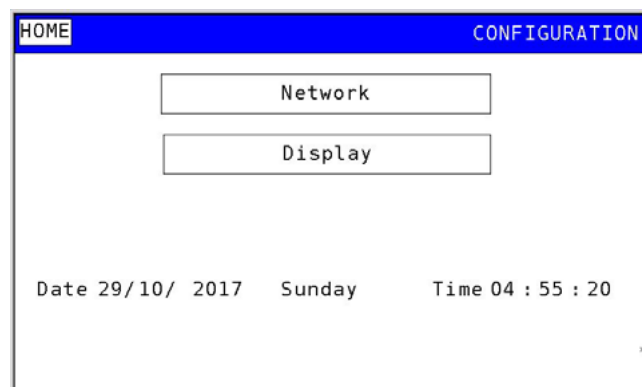 HOME CONFIGURATION
Network
Display
Date 29/10/ 2017 Sunday Time 04 : 55 : 20